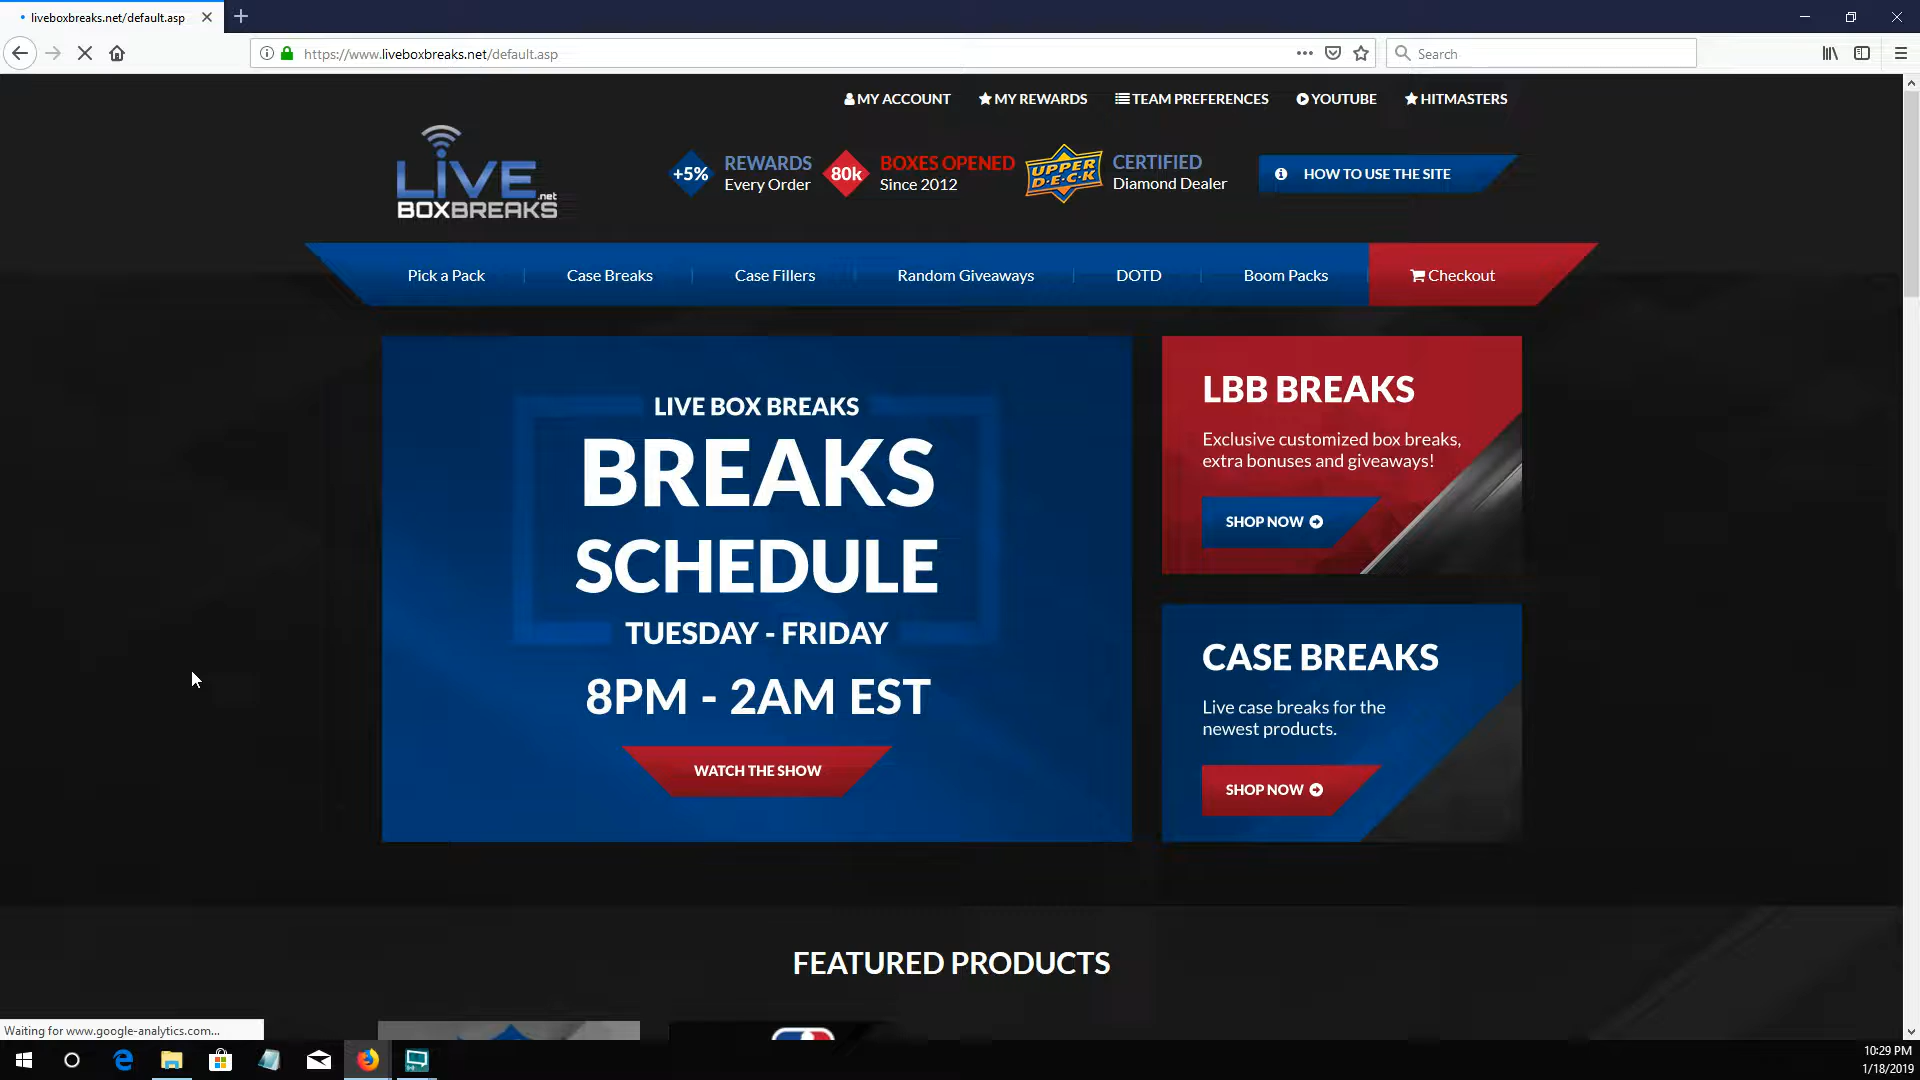 liveboxbreaks.net/default.asp
https://www.liveboxbreaks.net/default.asp
Search
MY ACCOUNT
MY REWARDS
TEAM PREFERENCES
YOUTUBE
HITMASTERS
LIVE.net
BOXBREAKS
+5%
REWARDS
Every Order
80k
BOXES OPENED
Since 2012
UPPER
D.E.C.K
CERTIFIED
Diamond Dealer
HOW TO USE THE SITE
Pick a Pack
Case Breaks
Case Fillers
Random Giveaways
DOTD
Boom Packs
Checkout
LIVE BOX BREAKS
BREAKS
SCHEDULE
TUESDAY - FRIDAY
8PM - 2AM EST
WATCH THE SHOW
LBB BREAKS
Exclusive customized box breaks,
extra bonuses and giveaways!
SHOP NOW
CASE BREAKS
Live case breaks for the
newest products.
SHOP NOW
FEATURED PRODUCTS
Waiting for www.google-analytics.com...
10:29 PM
1/18/2019